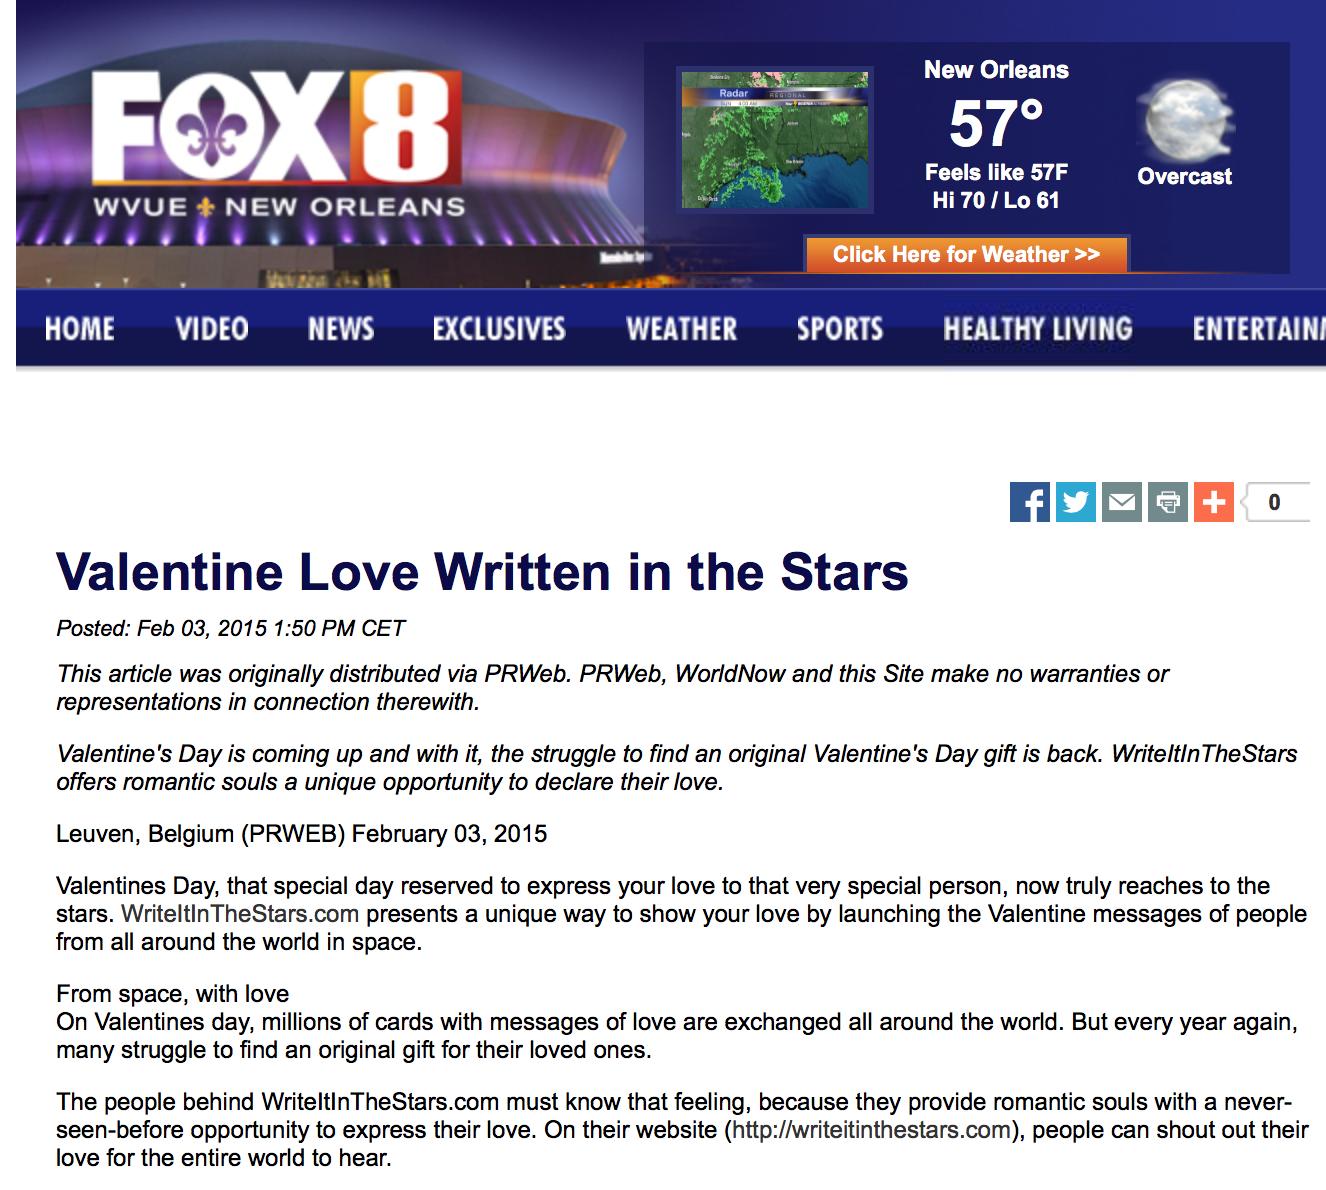 FOX 8
WVUE NEW ORLEANS
Radar
REGIONAL
New Orleans
57°
Feels like 57F
Hi 70 / Lo 61
Overcast
Click Here for Weather >>
HOME VIDEO NEWS EXCLUSIVES WEATHER SPORTS HEALTHY LIVING ENTERTAIN
0
Valentine Love Written in the Stars
Posted: Feb 03, 2015 1:50 PM CET
This article was originally distributed via PRWeb. PRWeb, WorldNow and this Site make no warranties or
representations in connection therewith.
Valentine's Day is coming up and with it, the struggle to find an original Valentine's Day gift is back. WriteItInTheStars
offers romantic souls a unique opportunity to declare their love.
Leuven, Belgium (PRWEB) February 03, 2015
Valentines Day, that special day reserved to express your love to that very special person, now truly reaches to the
stars. WriteItInTheStars.com presents a unique way to show your love by launching the Valentine messages of people
from all around the world in space.
From space, with love
On Valentines day, millions of cards with messages of love are exchanged all around the world. But every year again,
many struggle to find an original gift for their loved ones.
The people behind WriteItInTheStars.com must know that feeling, because they provide romantic souls with a never-
seen-before opportunity to express their love. On their website (http://writeitinthestars.com), people can shout out their
love for the entire world to hear.